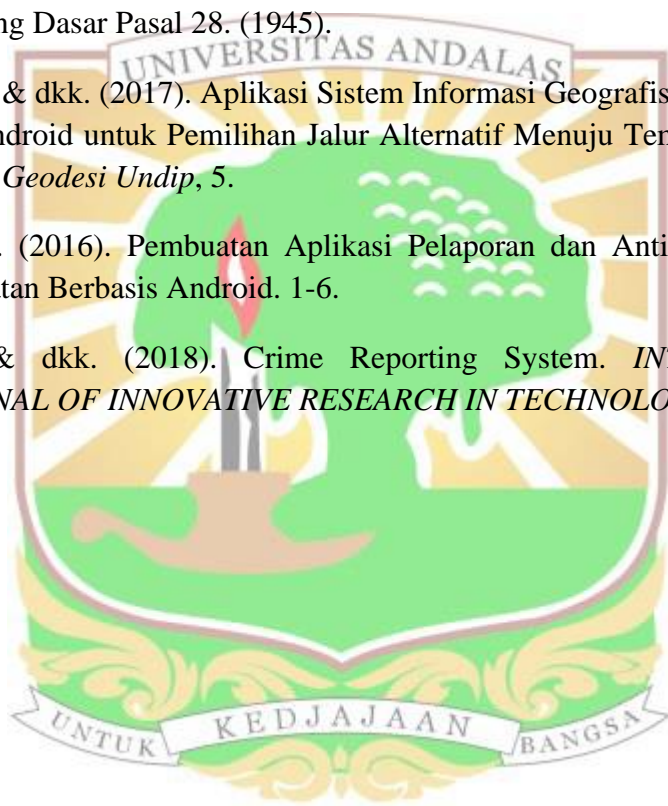 ng Dasar Pasal 28. (1945).
UNIVERSITAS ANDALAS
& dkk. (2017). Aplikasi Sistem Informasi Geografis
ndroid untuk Pemilihan Jalur Alternatif Menuju Ten
Geodesi Undip, 5.
. (2016). Pembuatan Aplikasi Pelaporan dan Anti
tan Berbasis Android. 1-6.
& dkk. (2018). Crime Reporting System. IN
NAL OF INNOVATIVE RESEARCH IN TECHNOLO
UNTUK KEDJAJAAN BANGSA